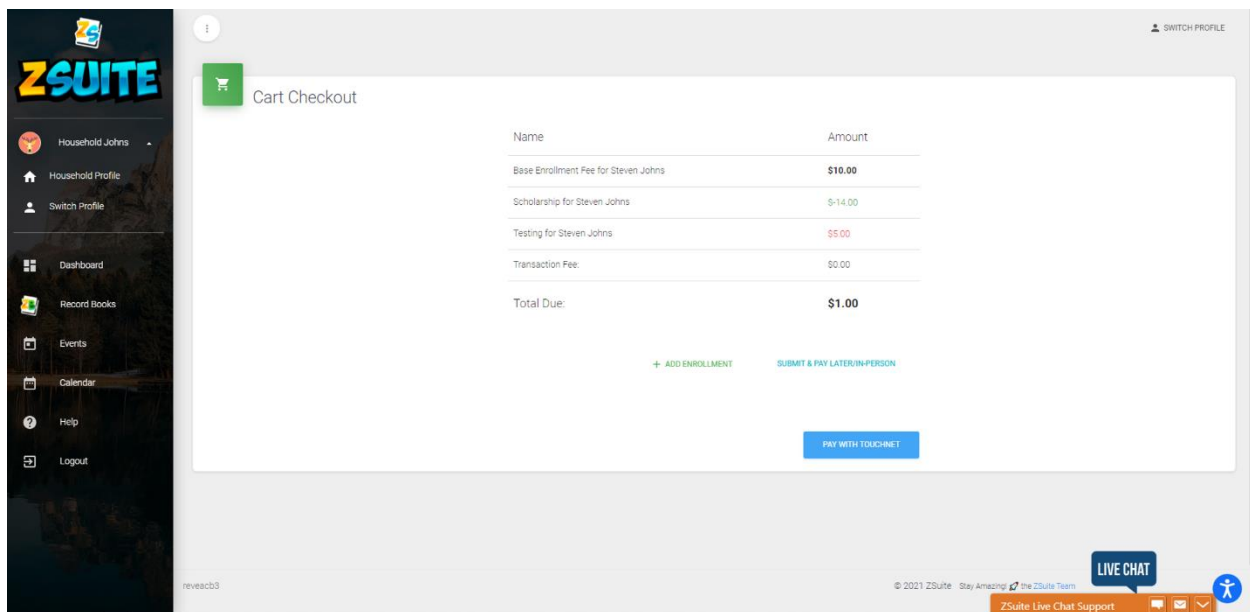 ZSUITE
SWITCH PROFILE
Cart Checkout
Household Johns
Household Profile
Switch Profile
Dashboard
Record Books
Events
Calendar
Help
Logout
Name Amount
Base Enrollment Fee for Steven Johns $10.00
Scholarship for Steven Johns $-14.00
Testing for Steven Johns $5.00
Transaction Fee: $0.00
Total Due: $1.00
+ ADD ENROLLMENT SUBMIT & PAY LATER/IN-PERSON
PAY WITH TOUCHNET
reveacb3
© 2021 ZSuite Stay Amazing! the ZSuite Team
LIVE CHAT
ZSuite Live Chat Support